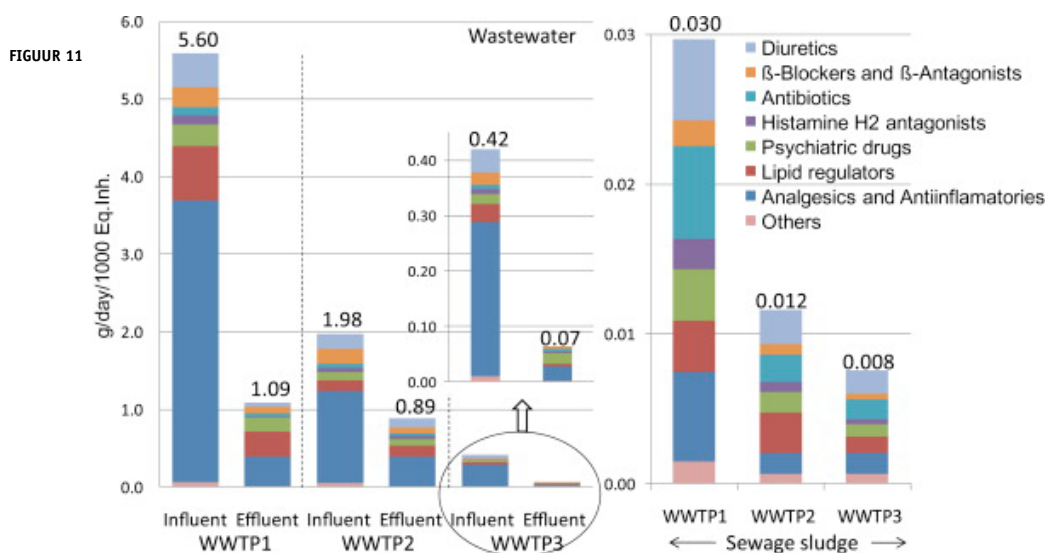 FIGUUR 11
6.0
5.0
4.0
3.0
2.0
1.0
0.0
g/day/1000 Eq.Inh.
Wastewater
5.60
1.09
1.98
0.89
0.40
0.30
0.20
0.10
0.00
0.42
0.07
Influent Effluent Influent Effluent Influent Effluent
WWTP1 WWTP2 WWTP3
0.03
0.02
0.01
0.00
0.030
0.012
0.008
Diuretics
ß-Blockers and ß-Antagonists
Antibiotics
Histamine H2 antagonists
Psychiatric drugs
Lipid regulators
Analgesics and Antiinflamatories
Others
WWTP1 WWTP2 WWTP3
Sewage sludge